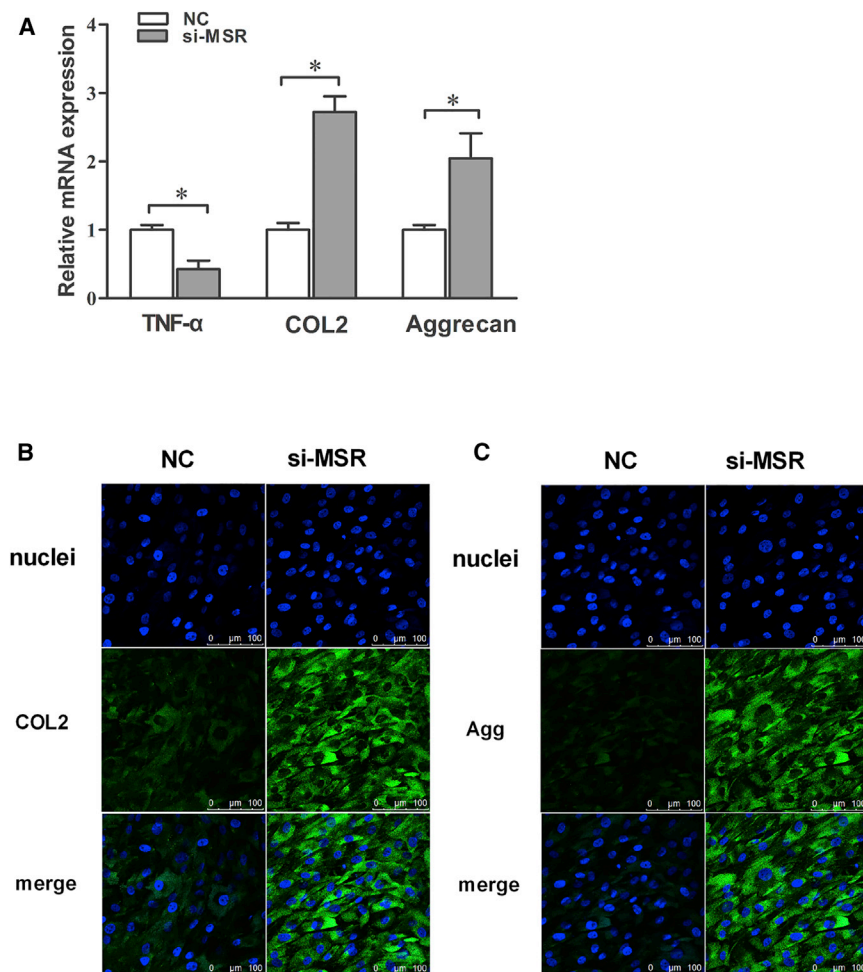 A
NC
si-MSR
Relative mRNA expression
4
3
2
1
0
*
*
*
TNF-α
COL2
Aggrecan
B
NC
si-MSR
C
NC
si-MSR
nuclei
0 µm 100
0 µm 100
nuclei
0 µm 100
0 µm 100
COL2
0 µm 100
0 µm 100
Agg
0 µm 100
0 µm 100
merge
0 µm 100
0 µm 100
merge
0 µm 100
0 µm 100